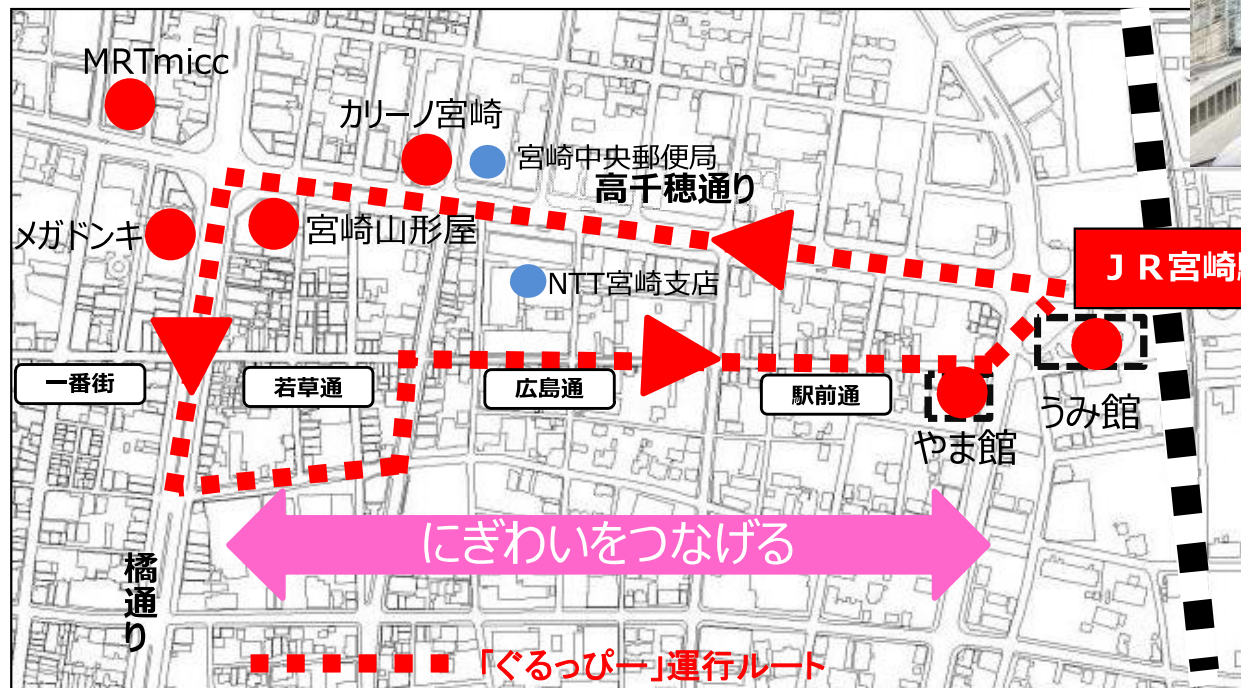 MRTmicc
カリーノ宮崎
宮崎中央郵便局
高千穂通り
メガドンキ
宮崎山形屋
ＪＲ宮崎
NTT宮崎支店
一番街
若草通
広島通
駅前通
うみ館
やま館
にぎわいをつなげる
橘通り
「ぐるっぴー」運行ルート